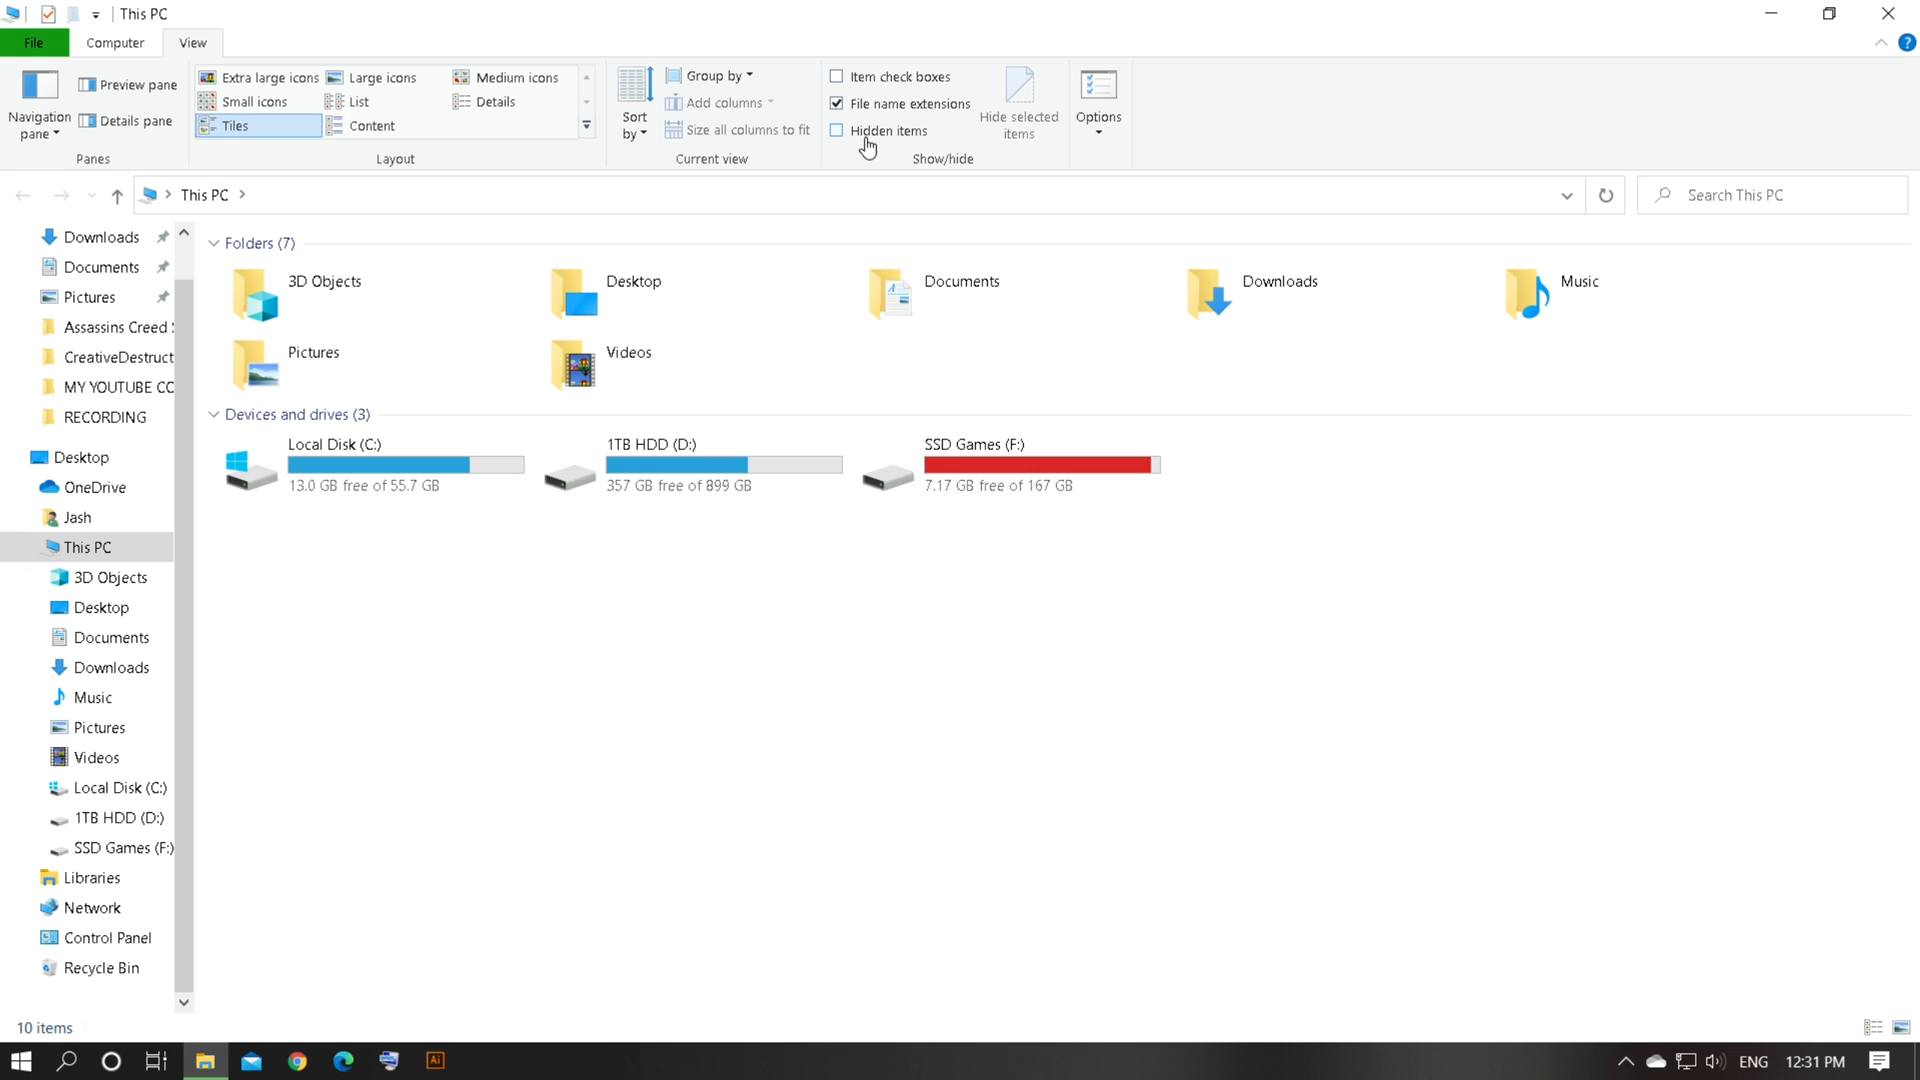 This PC
File Computer View
Navigation pane
Preview pane
Details pane
Panes
Extra large icons Large icons Medium icons
Small icons List Details
Tiles Content
Layout
Sort by
Group by
Add columns
Size all columns to fit
Current view
Item check boxes
File name extensions
Hidden items
Hide selected items
Show/hide
Options
This PC
Search This PC
Downloads
Documents
Pictures
Assassins Creed
CreativeDestruct
MY YOUTUBE CC
RECORDING
Desktop
OneDrive
Jash
This PC
3D Objects
Desktop
Documents
Downloads
Music
Pictures
Videos
Local Disk (C:)
1TB HDD (D:)
SSD Games (F:)
Libraries
Network
Control Panel
Recycle Bin
Folders (7)
3D Objects Desktop Documents Downloads Music
Pictures Videos
Devices and drives (3)
Local Disk (C:)
13.0 GB free of 55.7 GB
1TB HDD (D:)
357 GB free of 899 GB
SSD Games (F:)
7.17 GB free of 167 GB
10 items
Ai
ENG 12:31 PM